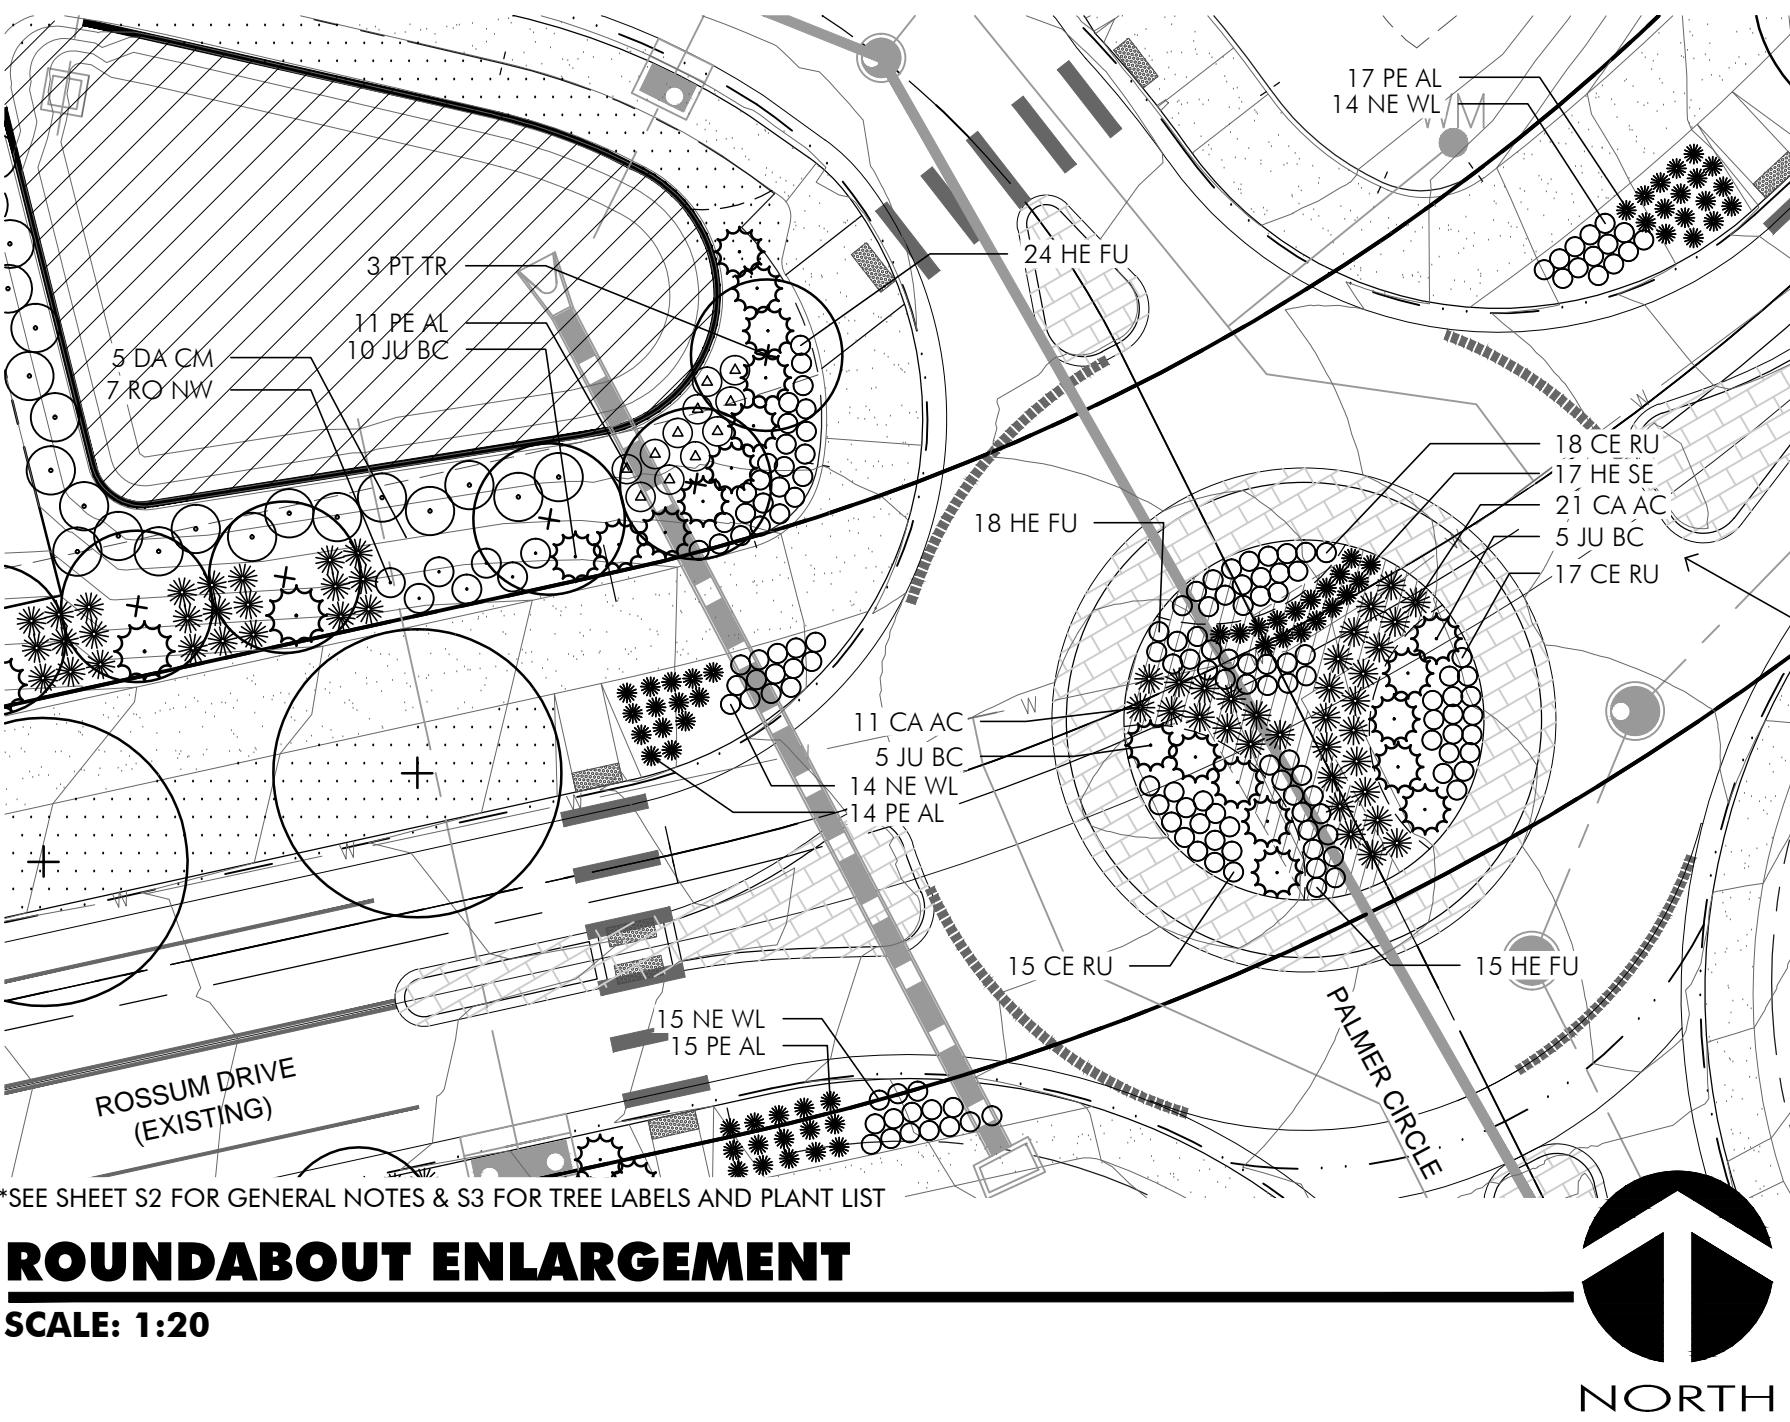 17 PE AL
14 NE WL
WM
24 HE FU
3 PT TR
11 PE AL
10 JU BC
5 DA CM
7 RO NW
W
18 CE RU
17 HE SE
21 CA AC
5 JU BC
17 CE RU
18 HE FU
W
11 CA AC
5 JU BC
14 NE WL
14 PE AL
W
W
W
15 CE RU
15 HE FU
15 NE WL
15 PE AL
PALMER CIRCLE
ROSSUM DRIVE
(EXISTING)
*SEE SHEET S2 FOR GENERAL NOTES & S3 FOR TREE LABELS AND PLANT LIST
ROUNDABOUT ENLARGEMENT
SCALE: 1:20
NORTH